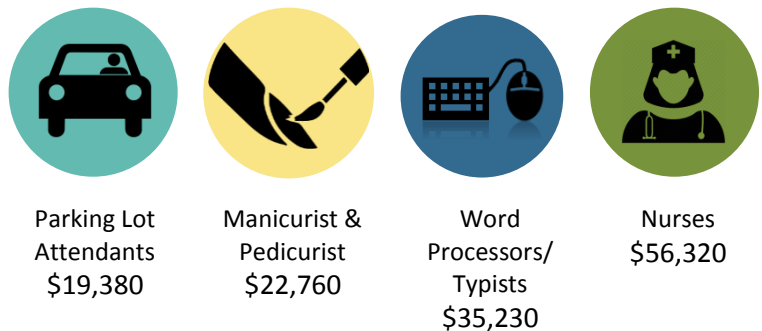 Parking Lot
Attendants
$19,380
Manicurist &
Pedicurist
$22,760
Word
Processors/
Typists
$35,230
Nurses
$56,320